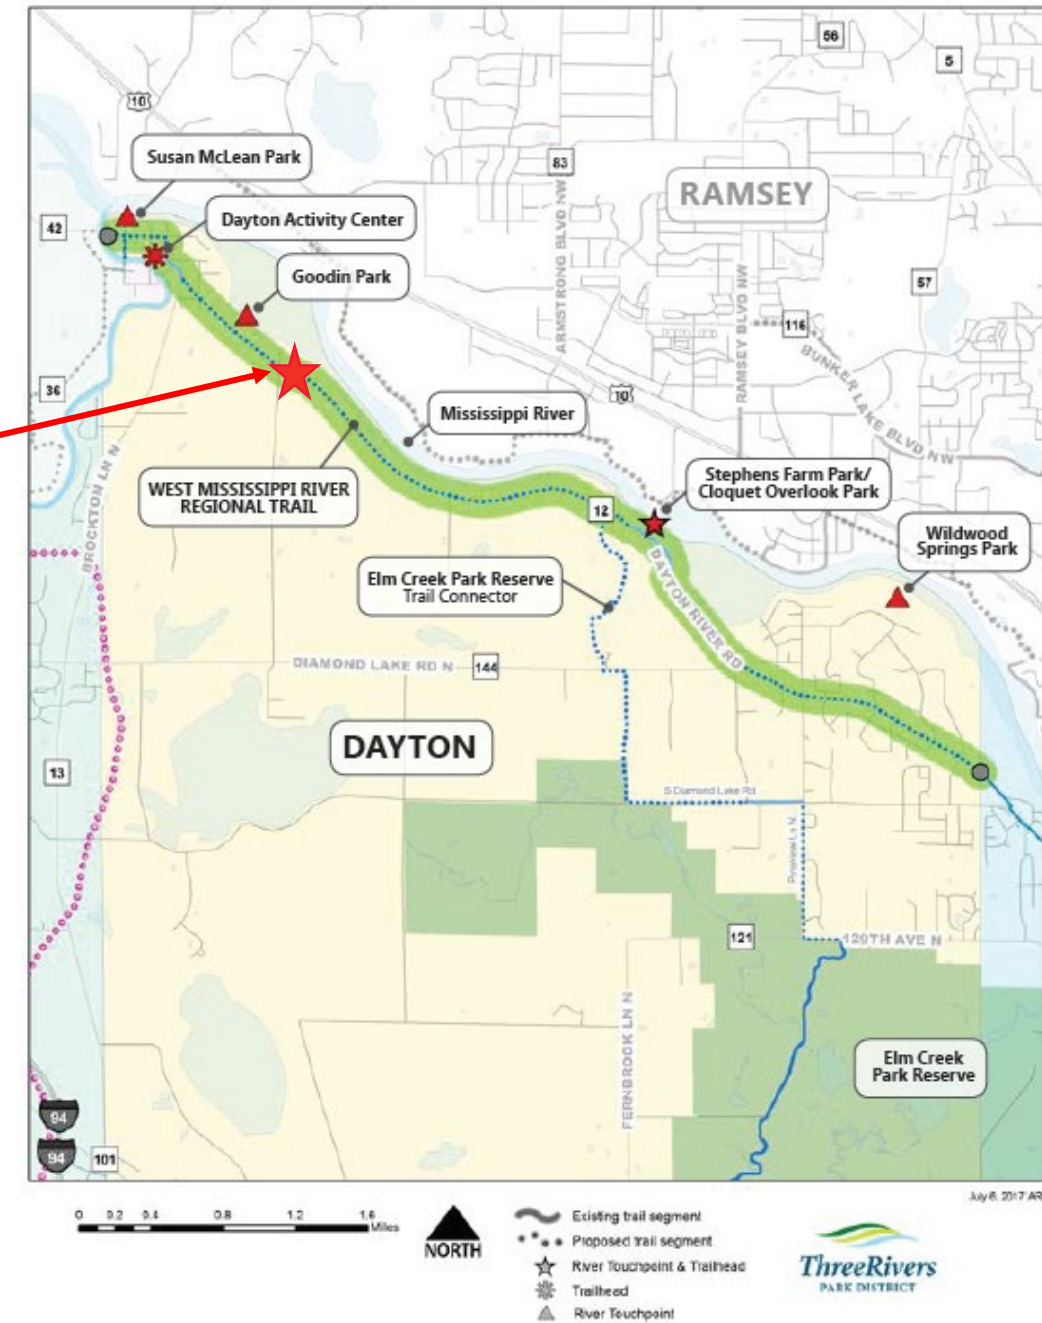 56
5
10
Susan McLean Park
83
RAMSEY
42
Dayton Activity Center
ARMSTRONG BLVD NW
Goodin Park
57
RAMSEY BLVD NW
116
BUNKER LAKE BLVD NW
36
10
Mississippi River
BROCKTON LN N
WEST MISSISSIPPI RIVER
REGIONAL TRAIL
Stephens Farm Park/
Cloquet Overlook Park
12
Wildwood
Springs Park
Elm Creek Park Reserve
Trail Connector
DAYTON RIVER RD
DIAMOND LAKE RD N
144
DAYTON
13
S Diamond Lake Rd
Pineview Ln N
121
129TH AVE N
FERNBROOK LN N
Elm Creek
Park Reserve
94
94
101
July 6, 2017 AR
0 0.2 0.4 0.8 1.2 1.6
Miles
NORTH
Existing trail segment
Proposed trail segment
River Touchpoint & Trailhead
Trailhead
River Touchpoint
ThreeRivers
PARK DISTRICT